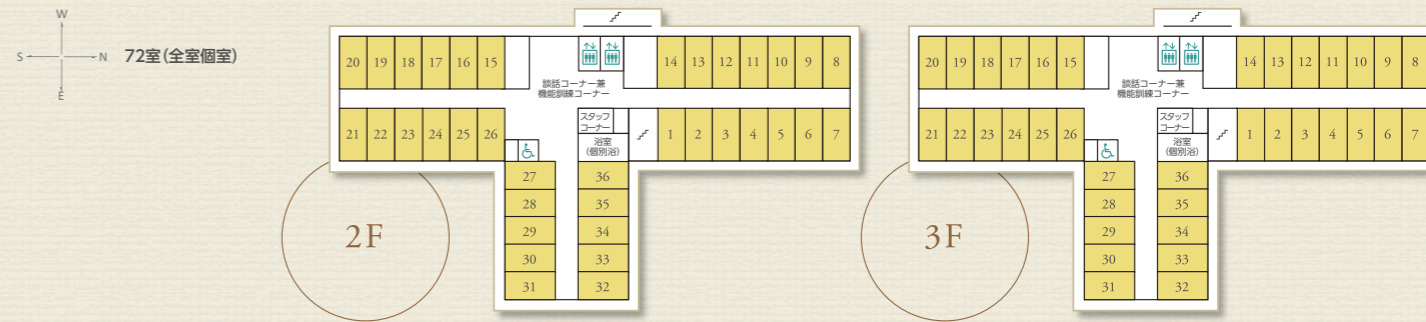 W
S N
E
72室(全室個室)
20 19 18 17 16 15
14 13 12 11 10 9 8
談話コーナー兼
機能訓練コーナー
21 22 23 24 25 26
スタッフ
コーナー
浴室
(個別浴)
1 2 3 4 5 6 7
27 36
28 35
29 34
30 33
31 32
2F
20 19 18 17 16 15
14 13 12 11 10 9 8
談話コーナー兼
機能訓練コーナー
21 22 23 24 25 26
スタッフ
コーナー
浴室
(個別浴)
1 2 3 4 5 6 7
27 36
28 35
29 34
30 33
31 32
3F